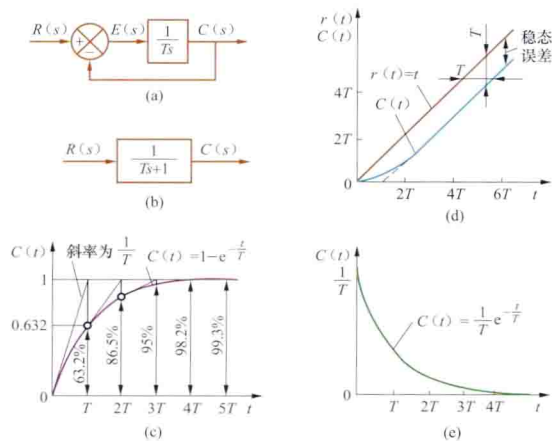 R(s) + − E(s) 1/Ts C(s)
(a)
R(s) 1/Ts+1 C(s)
(b)
C(t)
斜率为 1/T
C(t)=1−e^{−t/T}
1
0.632
63.2% 86.5% 95% 98.2% 99.3%
0 T 2T 3T 4T 5T t
(c)
r(t)
C(t)
稳态
误差
T
T
r(t)=t
4T
C(t)
2T
0 2T 4T 6T t
(d)
C(t)
1/T
C(t)=1/T e^{−t/T}
0 T 2T 3T 4T t
(e)